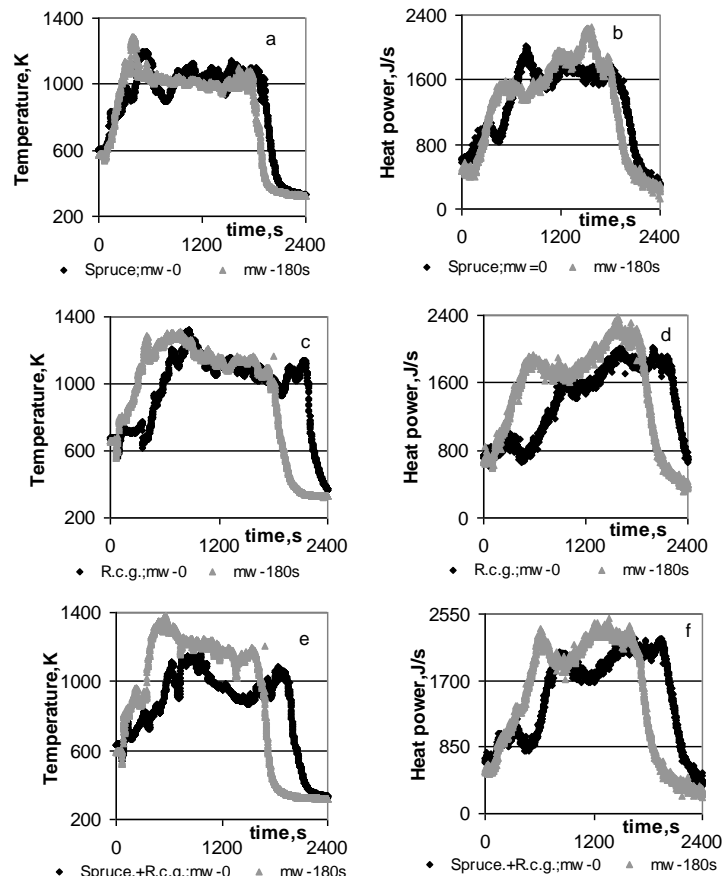 Temperature,K
1400
1000
600
200
0
1200
2400
a
time,s
Spruce;mw-0
mw-180s
Heat power,J/s
2400
1600
800
0
0
1200
2400
b
time,s
Spruce;mw=0
mw-180s
Temperature,K
1400
1000
600
200
0
1200
2400
c
time,s
R.c.g.;mw-0
mw-180s
Heat power,J/s
2400
1600
800
0
0
1200
2400
d
time,s
R.c.g.;mw-0
mw-180s
Temperature,K
1400
1000
600
200
0
1200
2400
e
time,s
Spruce.+R.c.g.;mw-0
mw-180s
Heat power,J/s
2550
1700
850
0
0
1200
2400
f
time,s
Spruce.+R.c.g.;mw-0
mw-180s